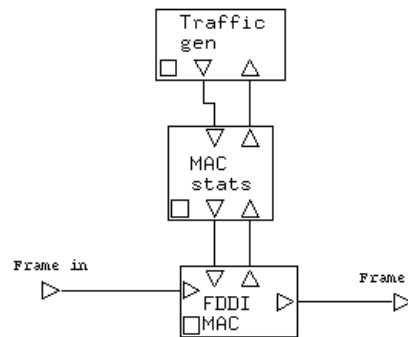 Traffic
gen
MAC
stats
Frame in
Frame
FDDI
MAC